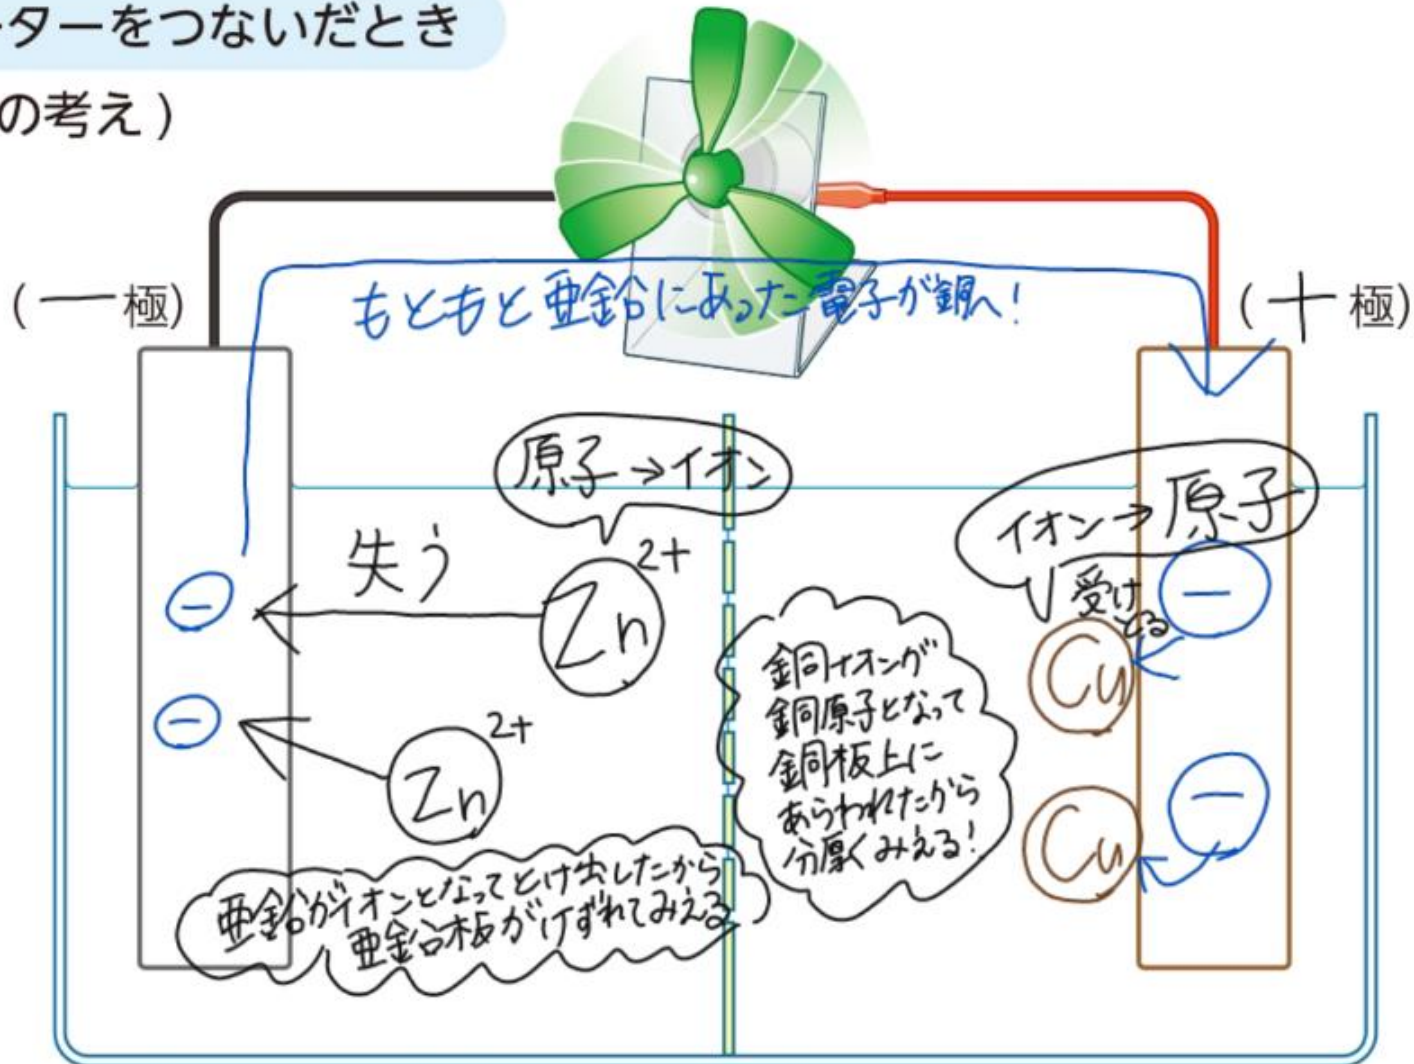 ーターをつないだとき
の考え)
(ー極)
もともと亜鉛にあった電子が銅へ!
(+極)
原子→イオン
失う
Zn2+
Zn2+
イオン→原子
受けとる
−
−
−
−
Cu
Cu
銅イオンが
銅原子となって
銅板上に
あらわれたから
分厚くみえる!
亜鉛がイオンとなってとけ出したから
亜鉛板がけずれてみえる